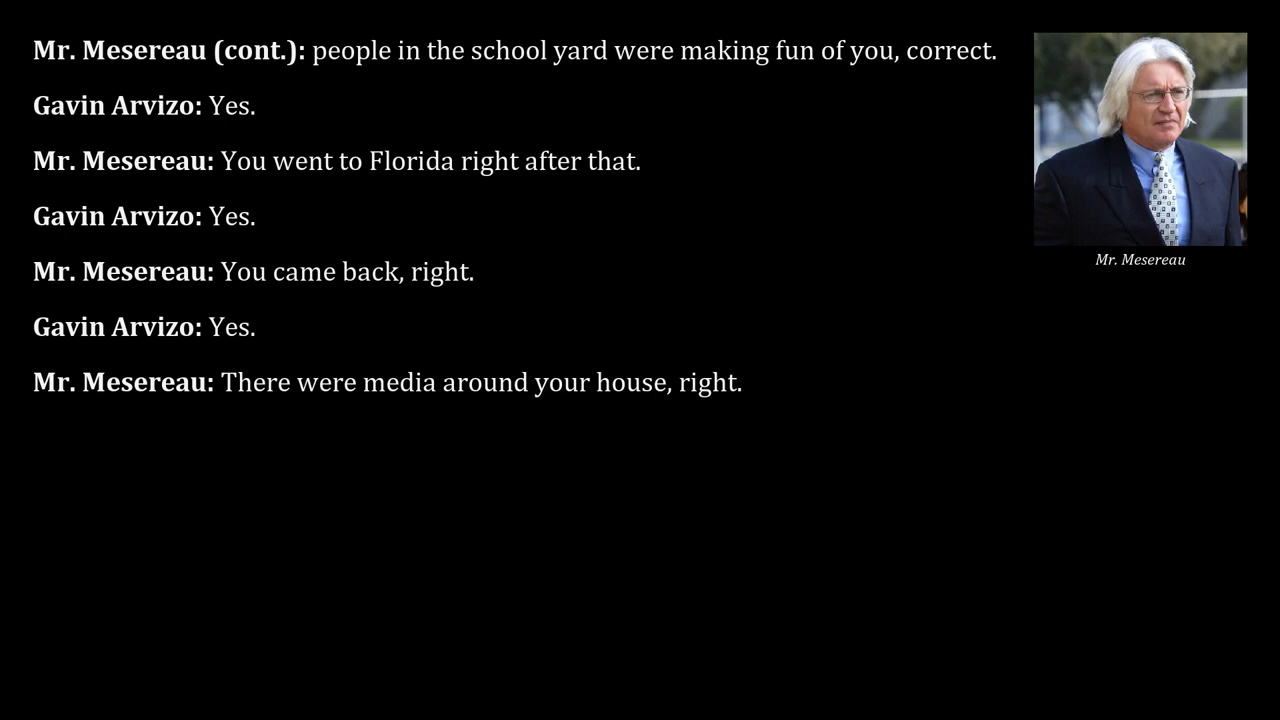 Mr. Mesereau (cont.): people in the school yard were making fun of you, correct.
Gavin Arvizo: Yes.
Mr. Mesereau: You went to Florida right after that.
Gavin Arvizo: Yes.
Mr. Mesereau: You came back, right.
Gavin Arvizo: Yes.
Mr. Mesereau: There were media around your house, right.
Mr. Mesereau